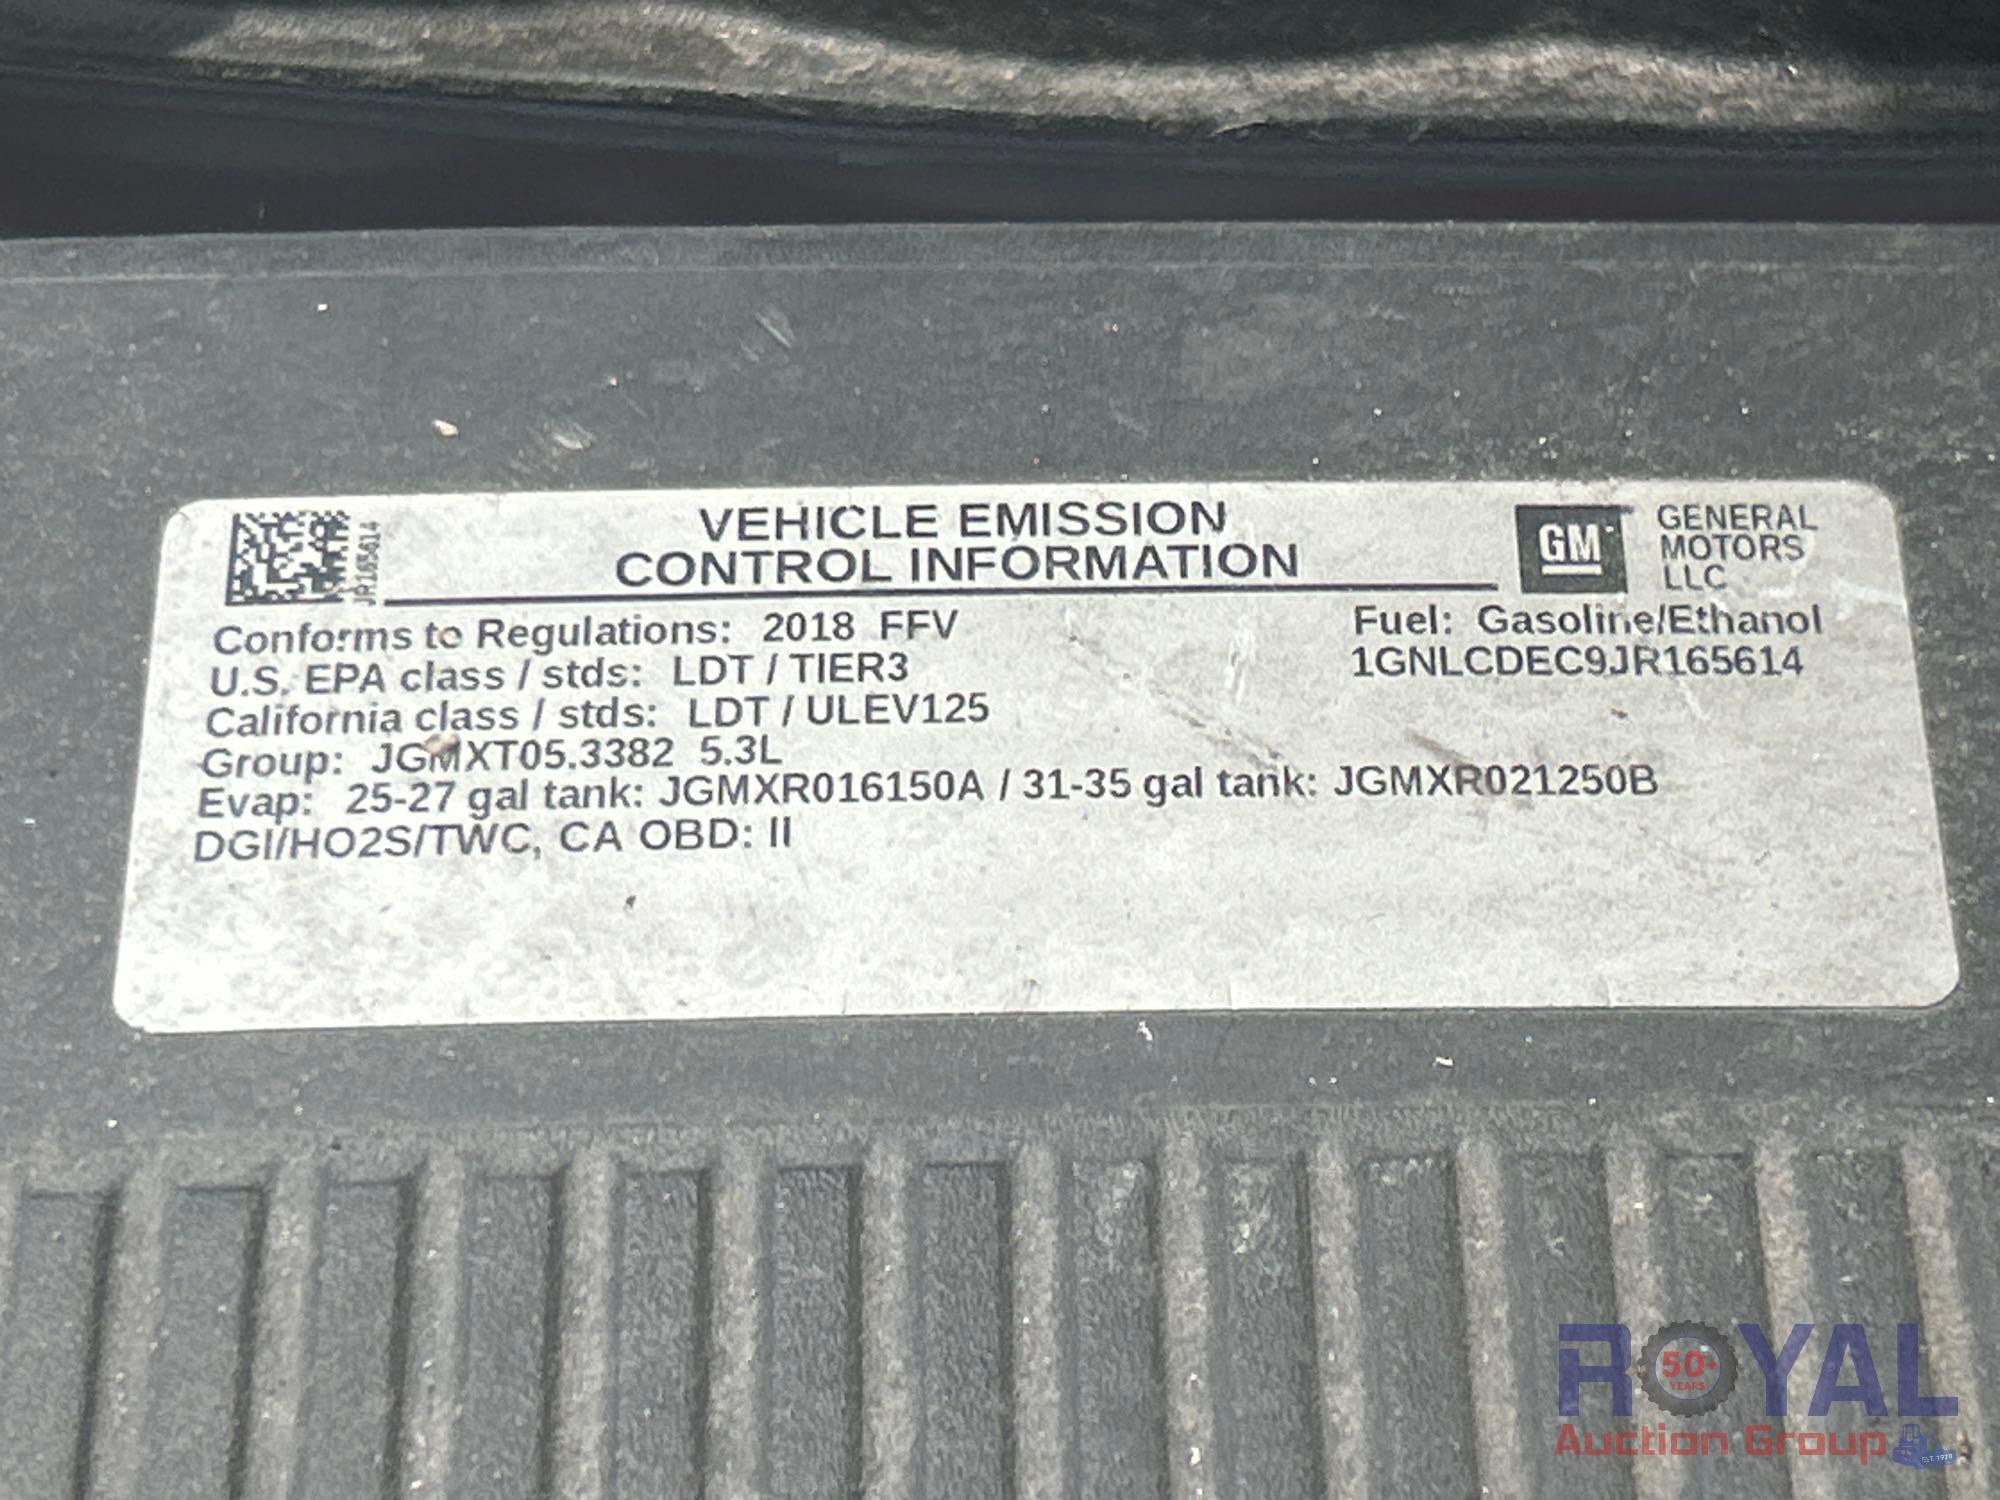 VEHICLE EMISSION
CONTROL INFORMATION
JR165614
GM
GENERAL
MOTORS
LLC
Conforms to Regulations: 2018 FFV
Fuel: Gasoline/Ethanol
U.S. EPA class / stds: LDT / TIER3
1GNLCDEC9JR165614
California class / stds: LDT / ULEV125
Group: JGMXT05.3382 5.3L
Evap: 25-27 gal tank: JGMXR016150A / 31-35 gal tank: JGMXR021250B
DGI/HO2S/TWC, CA OBD: II
ROYAL
50+
YEARS
Auction Group
EST. 1970